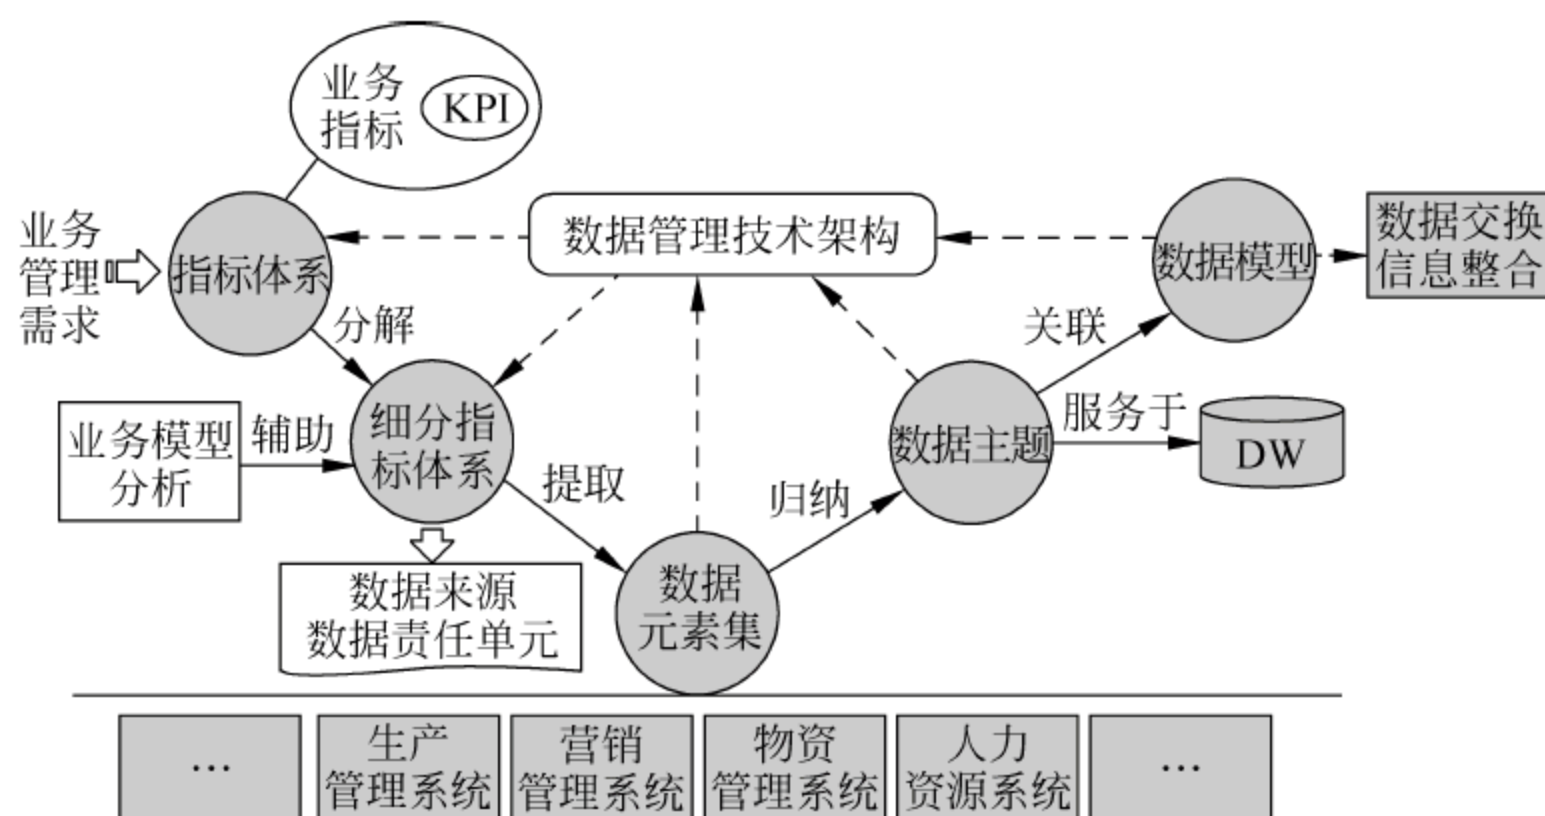 业务
指标
KPI
业务
管理
需求
指标体系
数据管理技术架构
数据模型
数据交换
信息整合
分解
关联
业务模型
分析
辅助
细分指
标体系
数据主题
服务于
DW
提取
归纳
数据来源
数据责任单元
数据
元素集
…
生产
管理系统
营销
管理系统
物资
管理系统
人力
资源系统
…